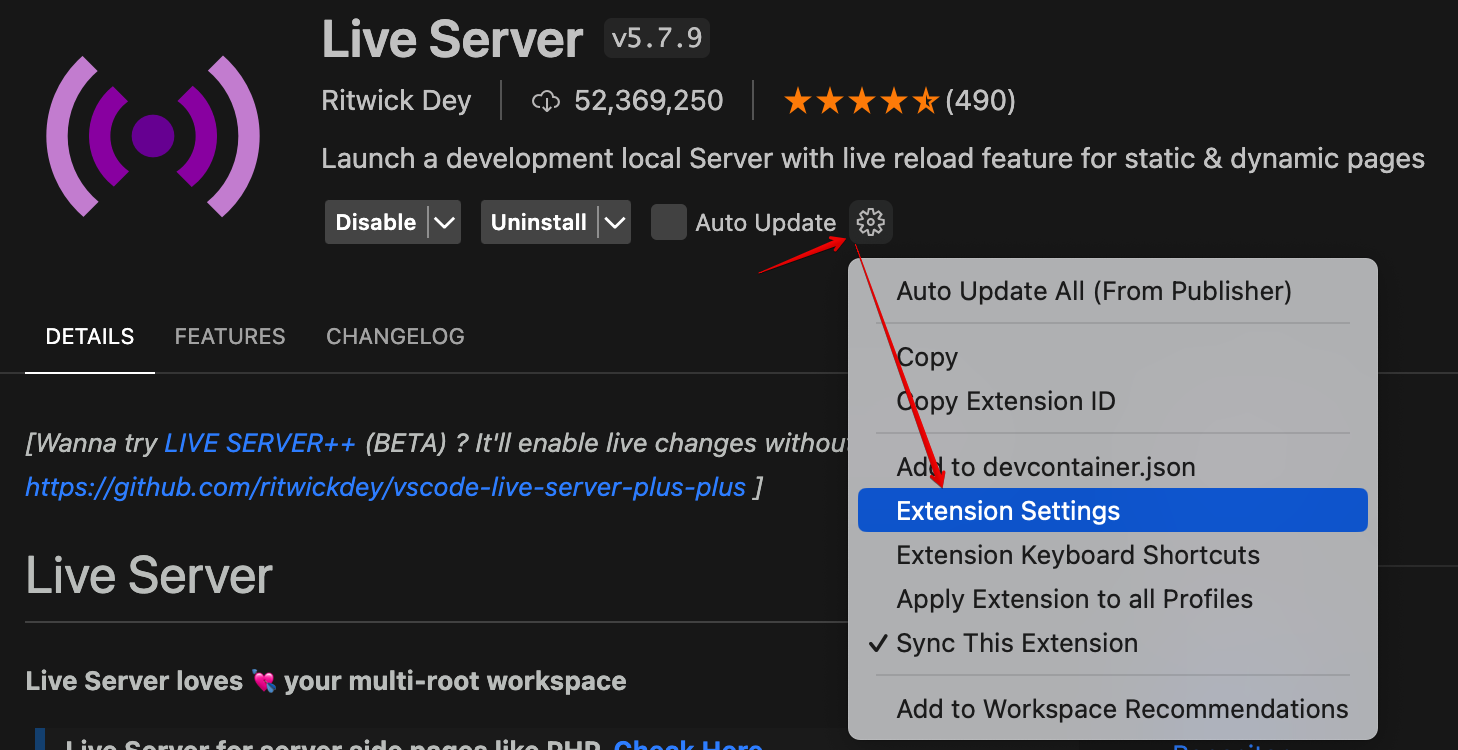 Live Server v5.7.9
Ritwick Dey 52,369,250 (490)
Launch a development local Server with live reload feature for static & dynamic pages
Disable Uninstall Auto Update
Auto Update All (From Publisher)
DETAILS FEATURES CHANGELOG
Copy
Copy Extension ID
[Wanna try LIVE SERVER++ (BETA) ? It'll enable live changes without
Add to devcontainer.json
https://github.com/ritwickdey/vscode-live-server-plus-plus ]
Extension Settings
Extension Keyboard Shortcuts
Live Server
Apply Extension to all Profiles
✓ Sync This Extension
Live Server loves 💘 your multi-root workspace
Add to Workspace Recommendations
Live Server for server side pages like PHP. Check Here